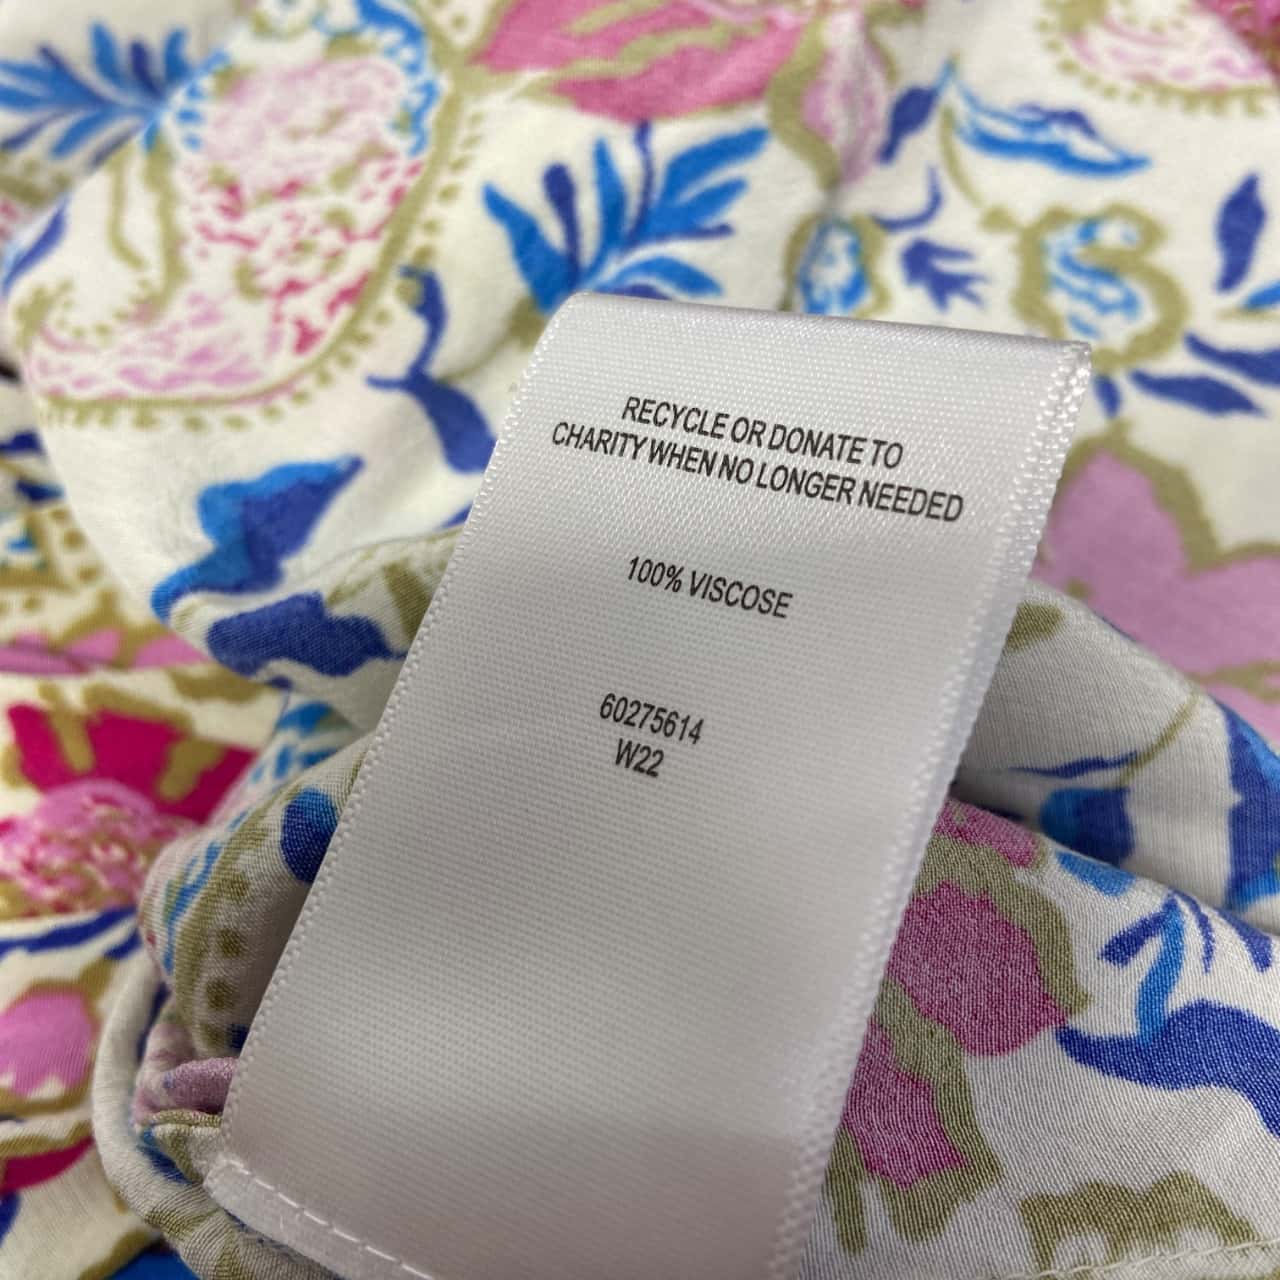 RECYCLE OR DONATE TO
CHARITY WHEN NO LONGER NEEDED
100% VISCOSE
60275614
W22